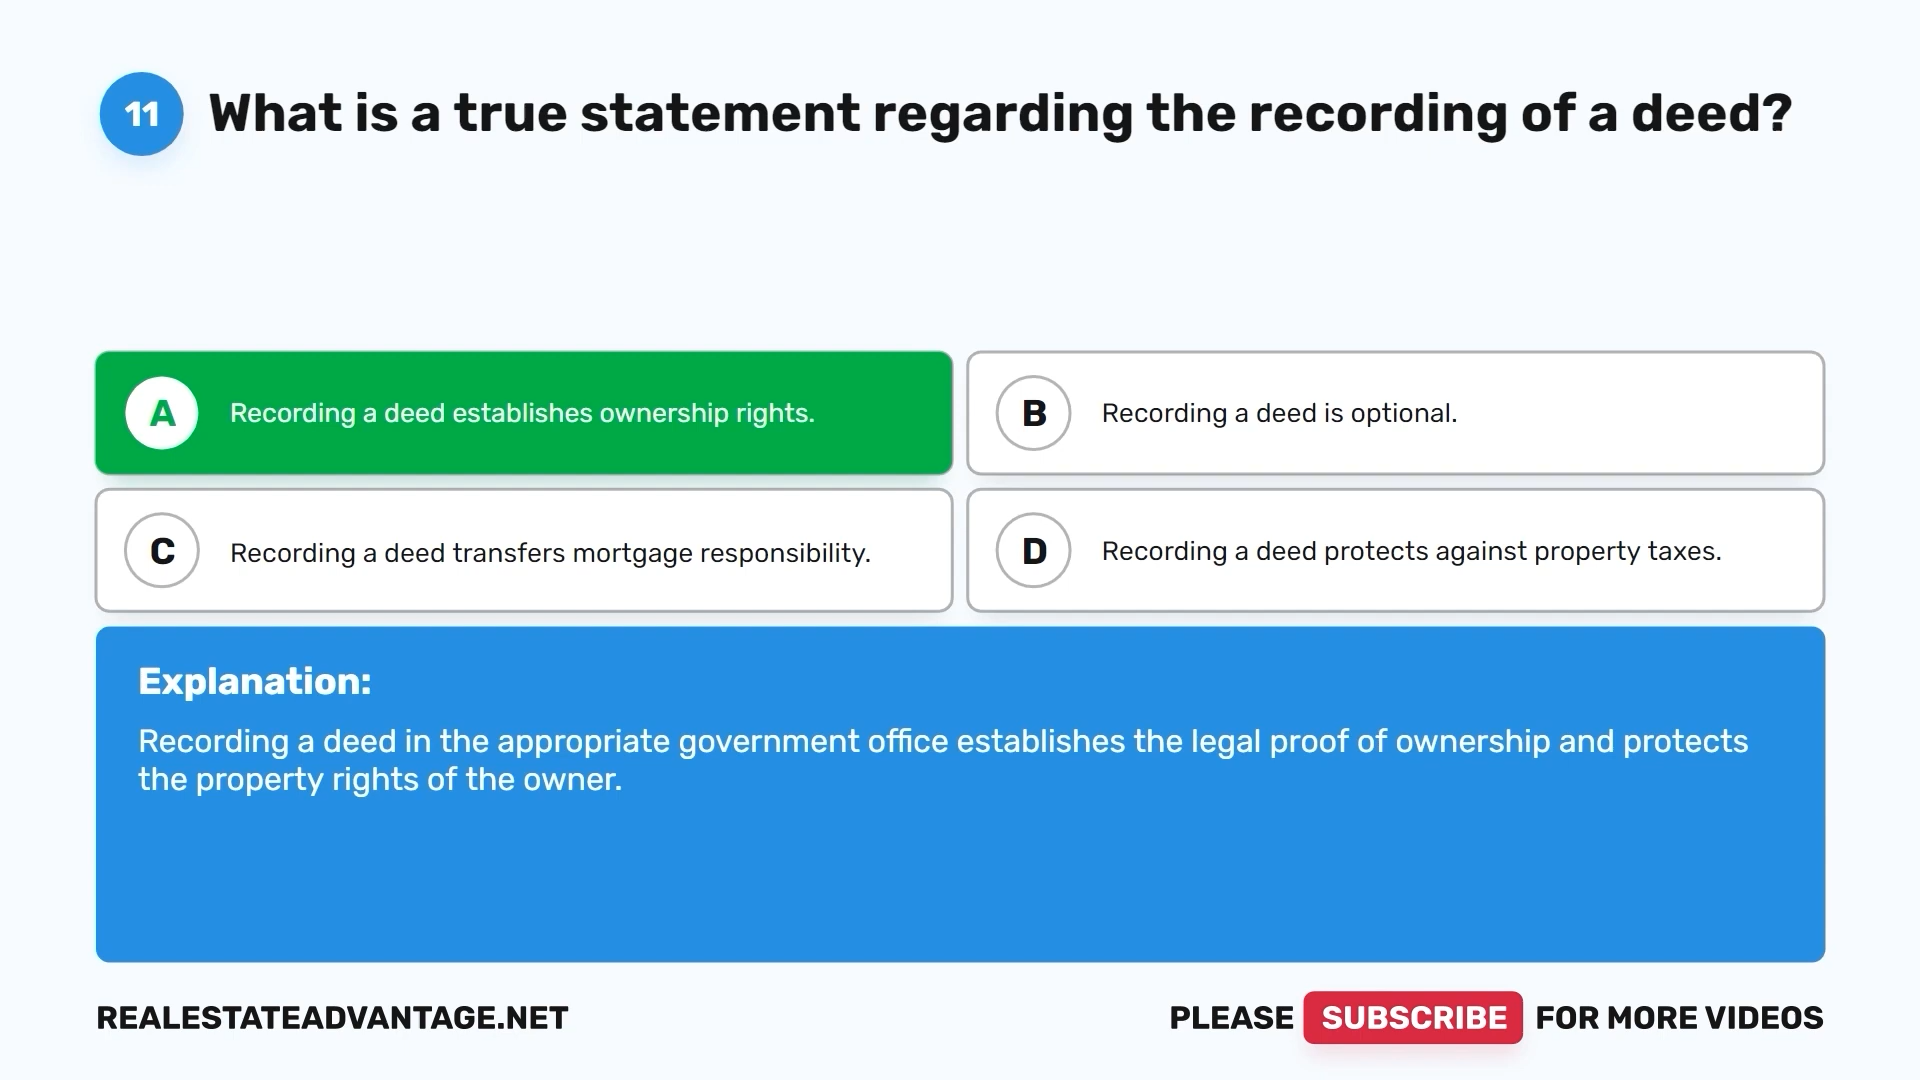 11 What is a true statement regarding the recording of a deed?
A Recording a deed establishes ownership rights.
B Recording a deed is optional.
C Recording a deed transfers mortgage responsibility.
D Recording a deed protects against property taxes.
Explanation:
Recording a deed in the appropriate government office establishes the legal proof of ownership and protects
the property rights of the owner.
REALESTATEADVANTAGE.NET
PLEASE SUBSCRIBE FOR MORE VIDEOS